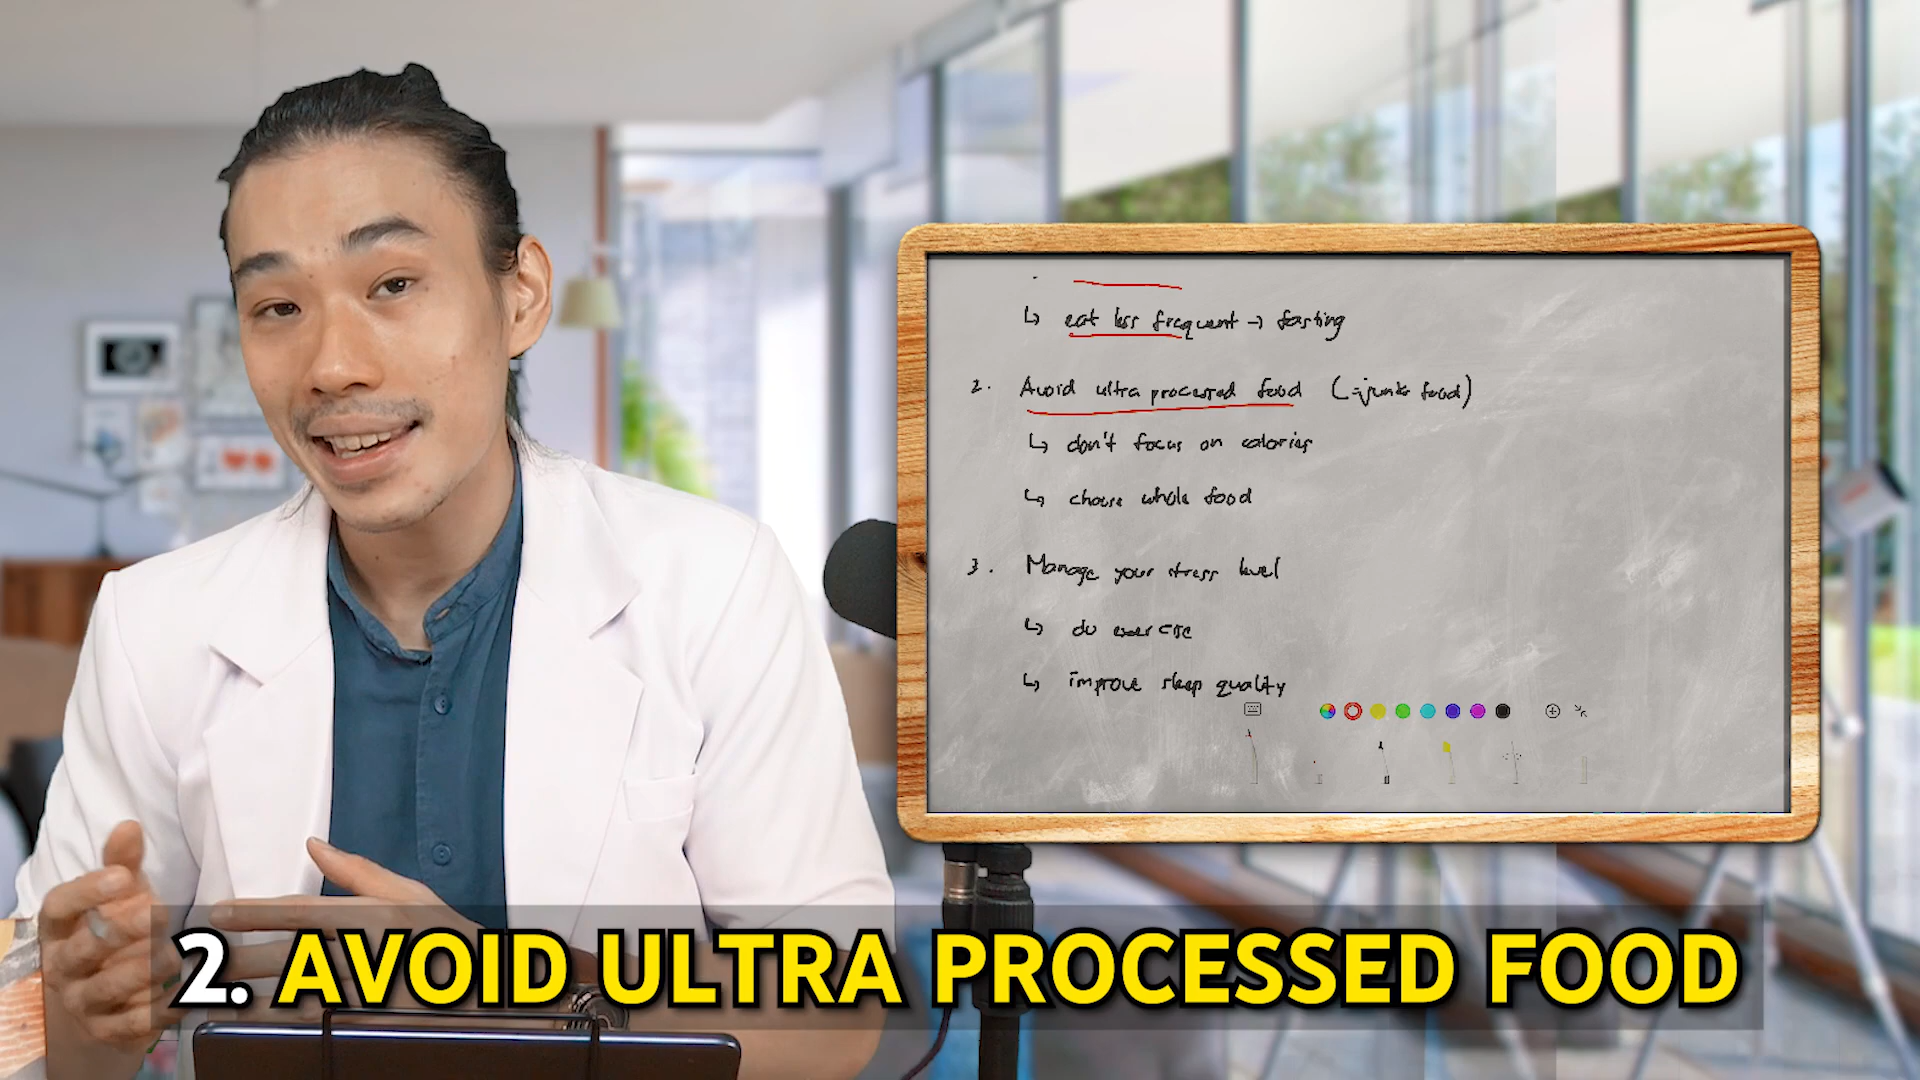 ↳ eat less frequent → fasting
2. Avoid ultra processed food (=junk food)
↳ don't focus on calories
↳ choose whole food
3. Manage your stress level
↳ do exercise
↳ improve sleep quality
2. AVOID ULTRA PROCESSED FOOD